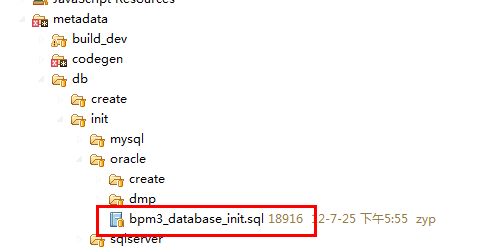 JavaScript Resources
metadata
build_dev
codegen
db
create
init
mysql
oracle
create
dmp
bpm3_database_init.sql 18916 12-7-25 下午5:55 zyp
sqlserver